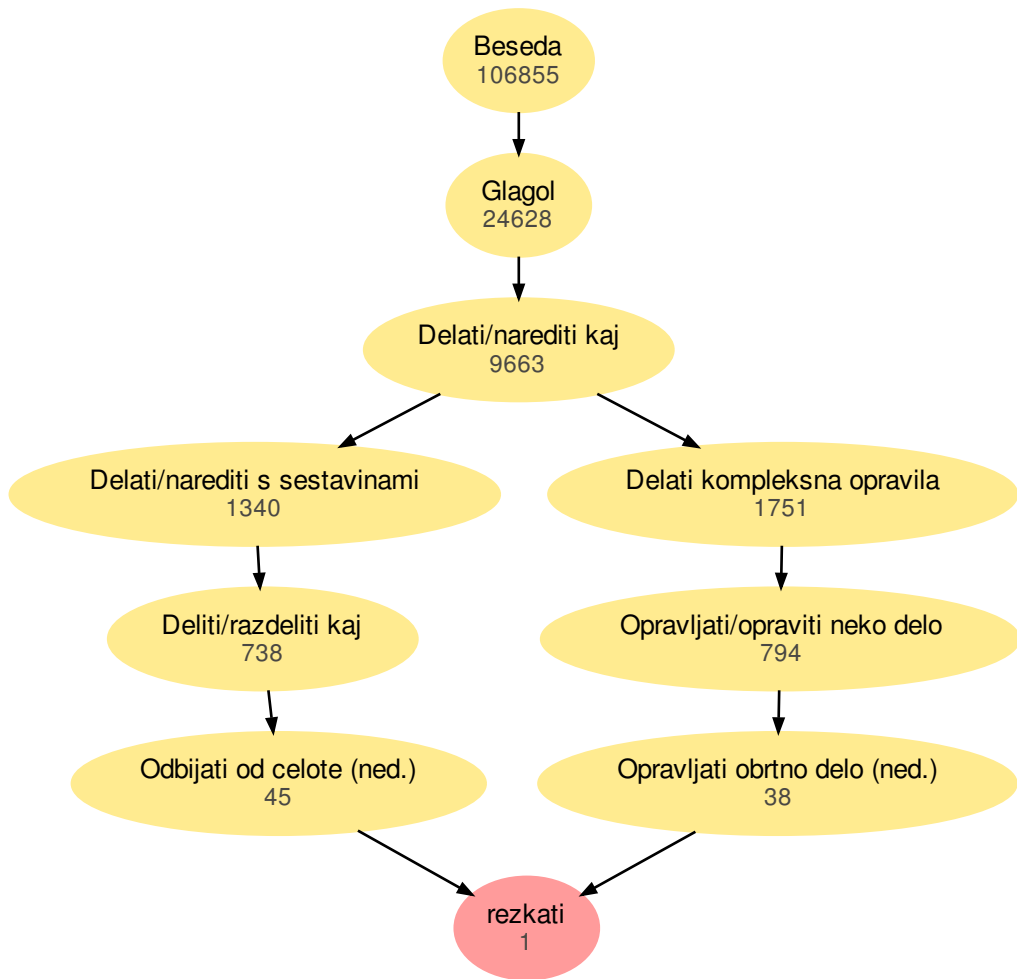 Beseda
106855
Glagol
24628
Delati/narediti kaj
9663
Delati/narediti s sestavinami
1340
Delati kompleksna opravila
1751
Deliti/razdeliti kaj
738
Opravljati/opraviti neko delo
794
Odbijati od celote (ned.)
45
Opravljati obrtno delo (ned.)
38
rezkati
1